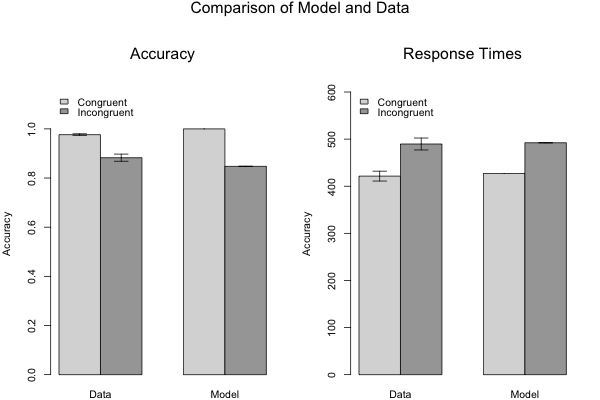 Comparison of Model and Data
Accuracy
Congruent
Incongruent
Accuracy
1.0
0.8
0.6
0.4
0.2
0.0
Data
Model
Response Times
Congruent
Incongruent
Accuracy
600
500
400
300
200
100
0
Data
Model